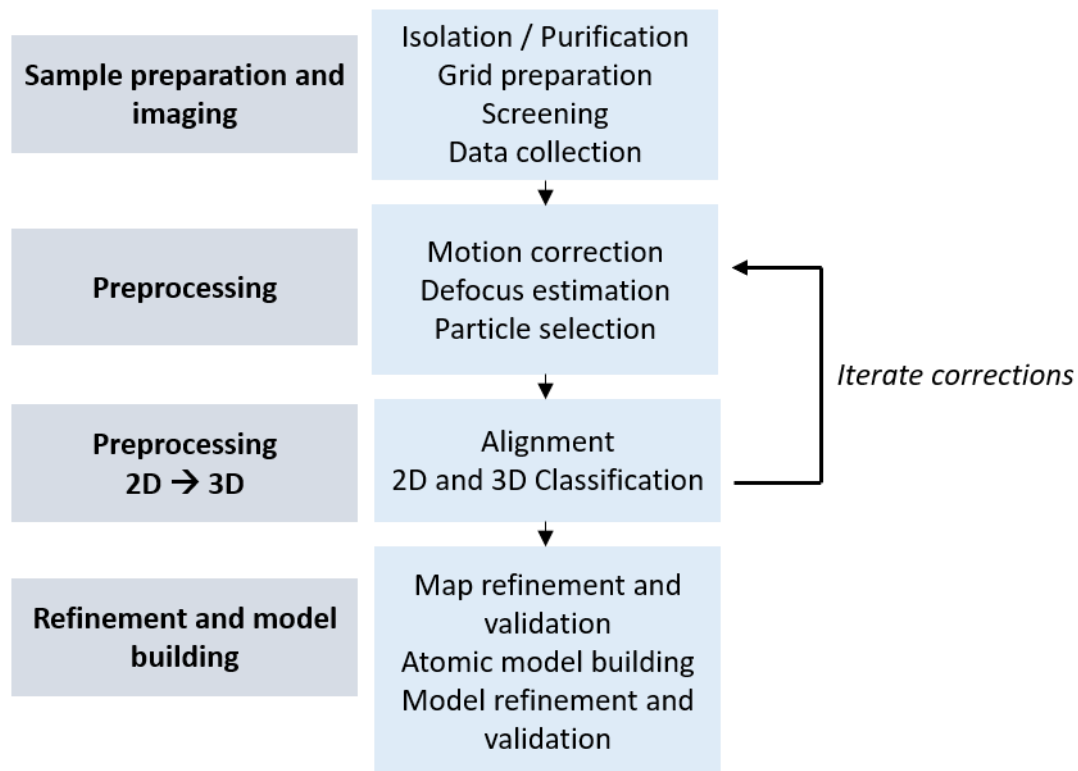 Sample preparation and
imaging
Isolation / Purification
Grid preparation
Screening
Data collection
Preprocessing
Motion correction
Defocus estimation
Particle selection
Iterate corrections
Preprocessing
2D → 3D
Alignment
2D and 3D Classification
Refinement and model
building
Map refinement and
validation
Atomic model building
Model refinement and
validation